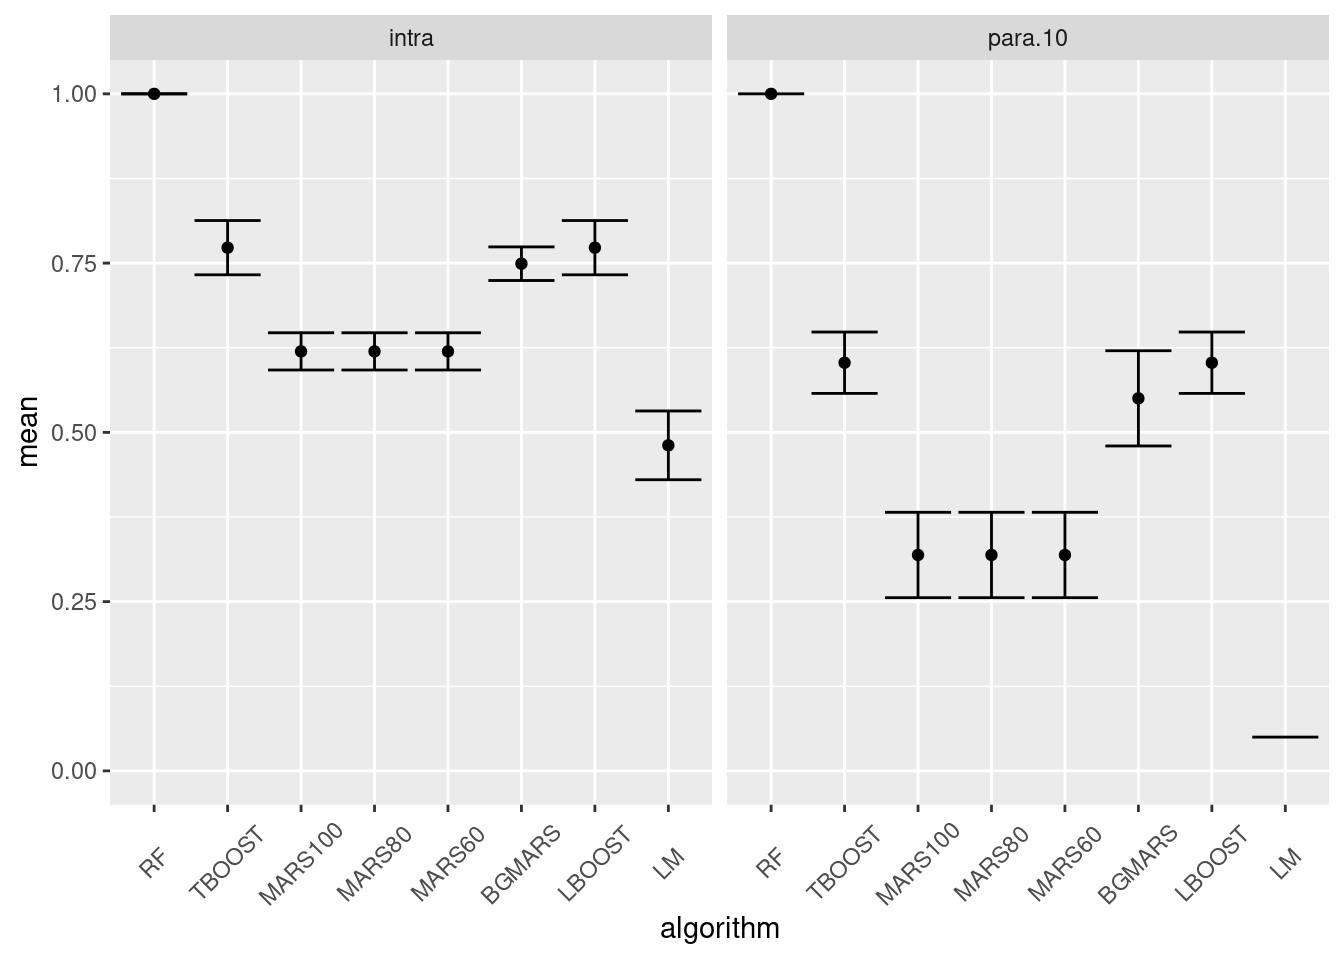 intra
para.10
1.00
0.75
0.50
0.25
0.00
mean
RF
TBOOST
MARS100
MARS80
MARS60
BGMARS
LBOOST
LM
RF
TBOOST
MARS100
MARS80
MARS60
BGMARS
LBOOST
LM
algorithm